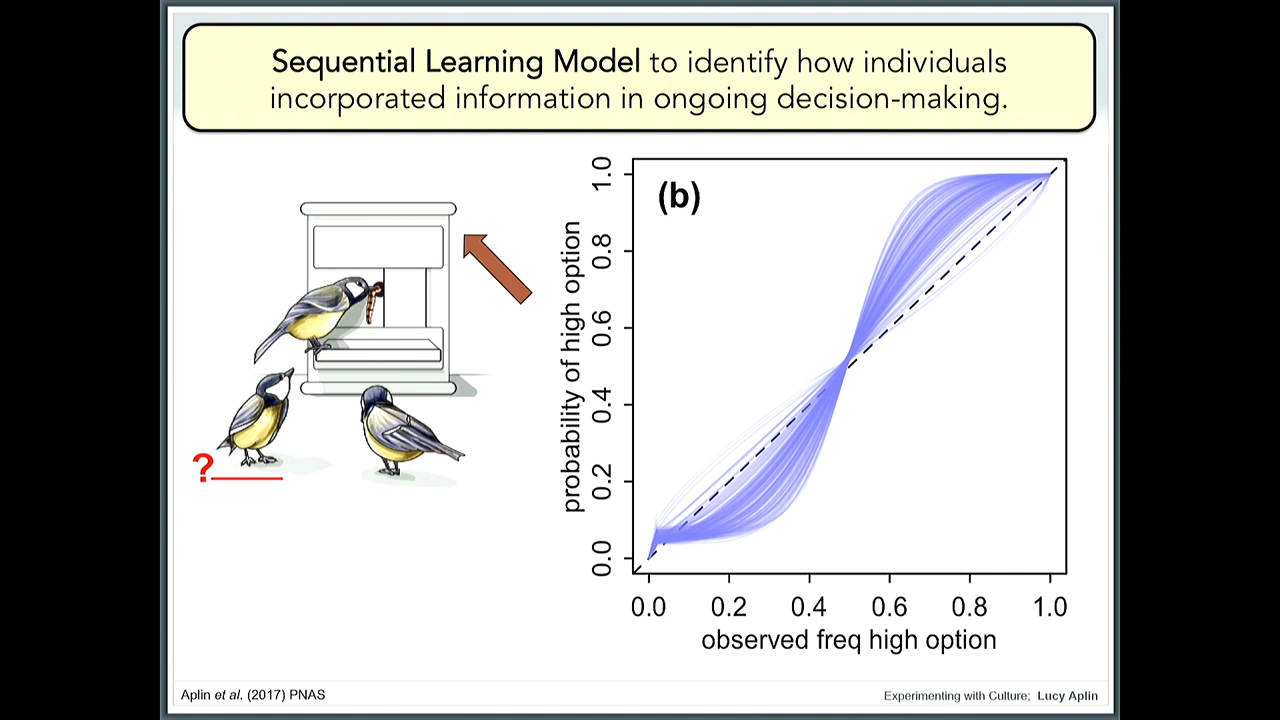 Sequential Learning Model to identify how individuals
incorporated information in ongoing decision-making.
?
(b)
probability of high option
1.0
0.8
0.6
0.4
0.2
0.0
0.0 0.2 0.4 0.6 0.8 1.0
observed freq high option
Aplin et al. (2017) PNAS
Experimenting with Culture; Lucy Aplin